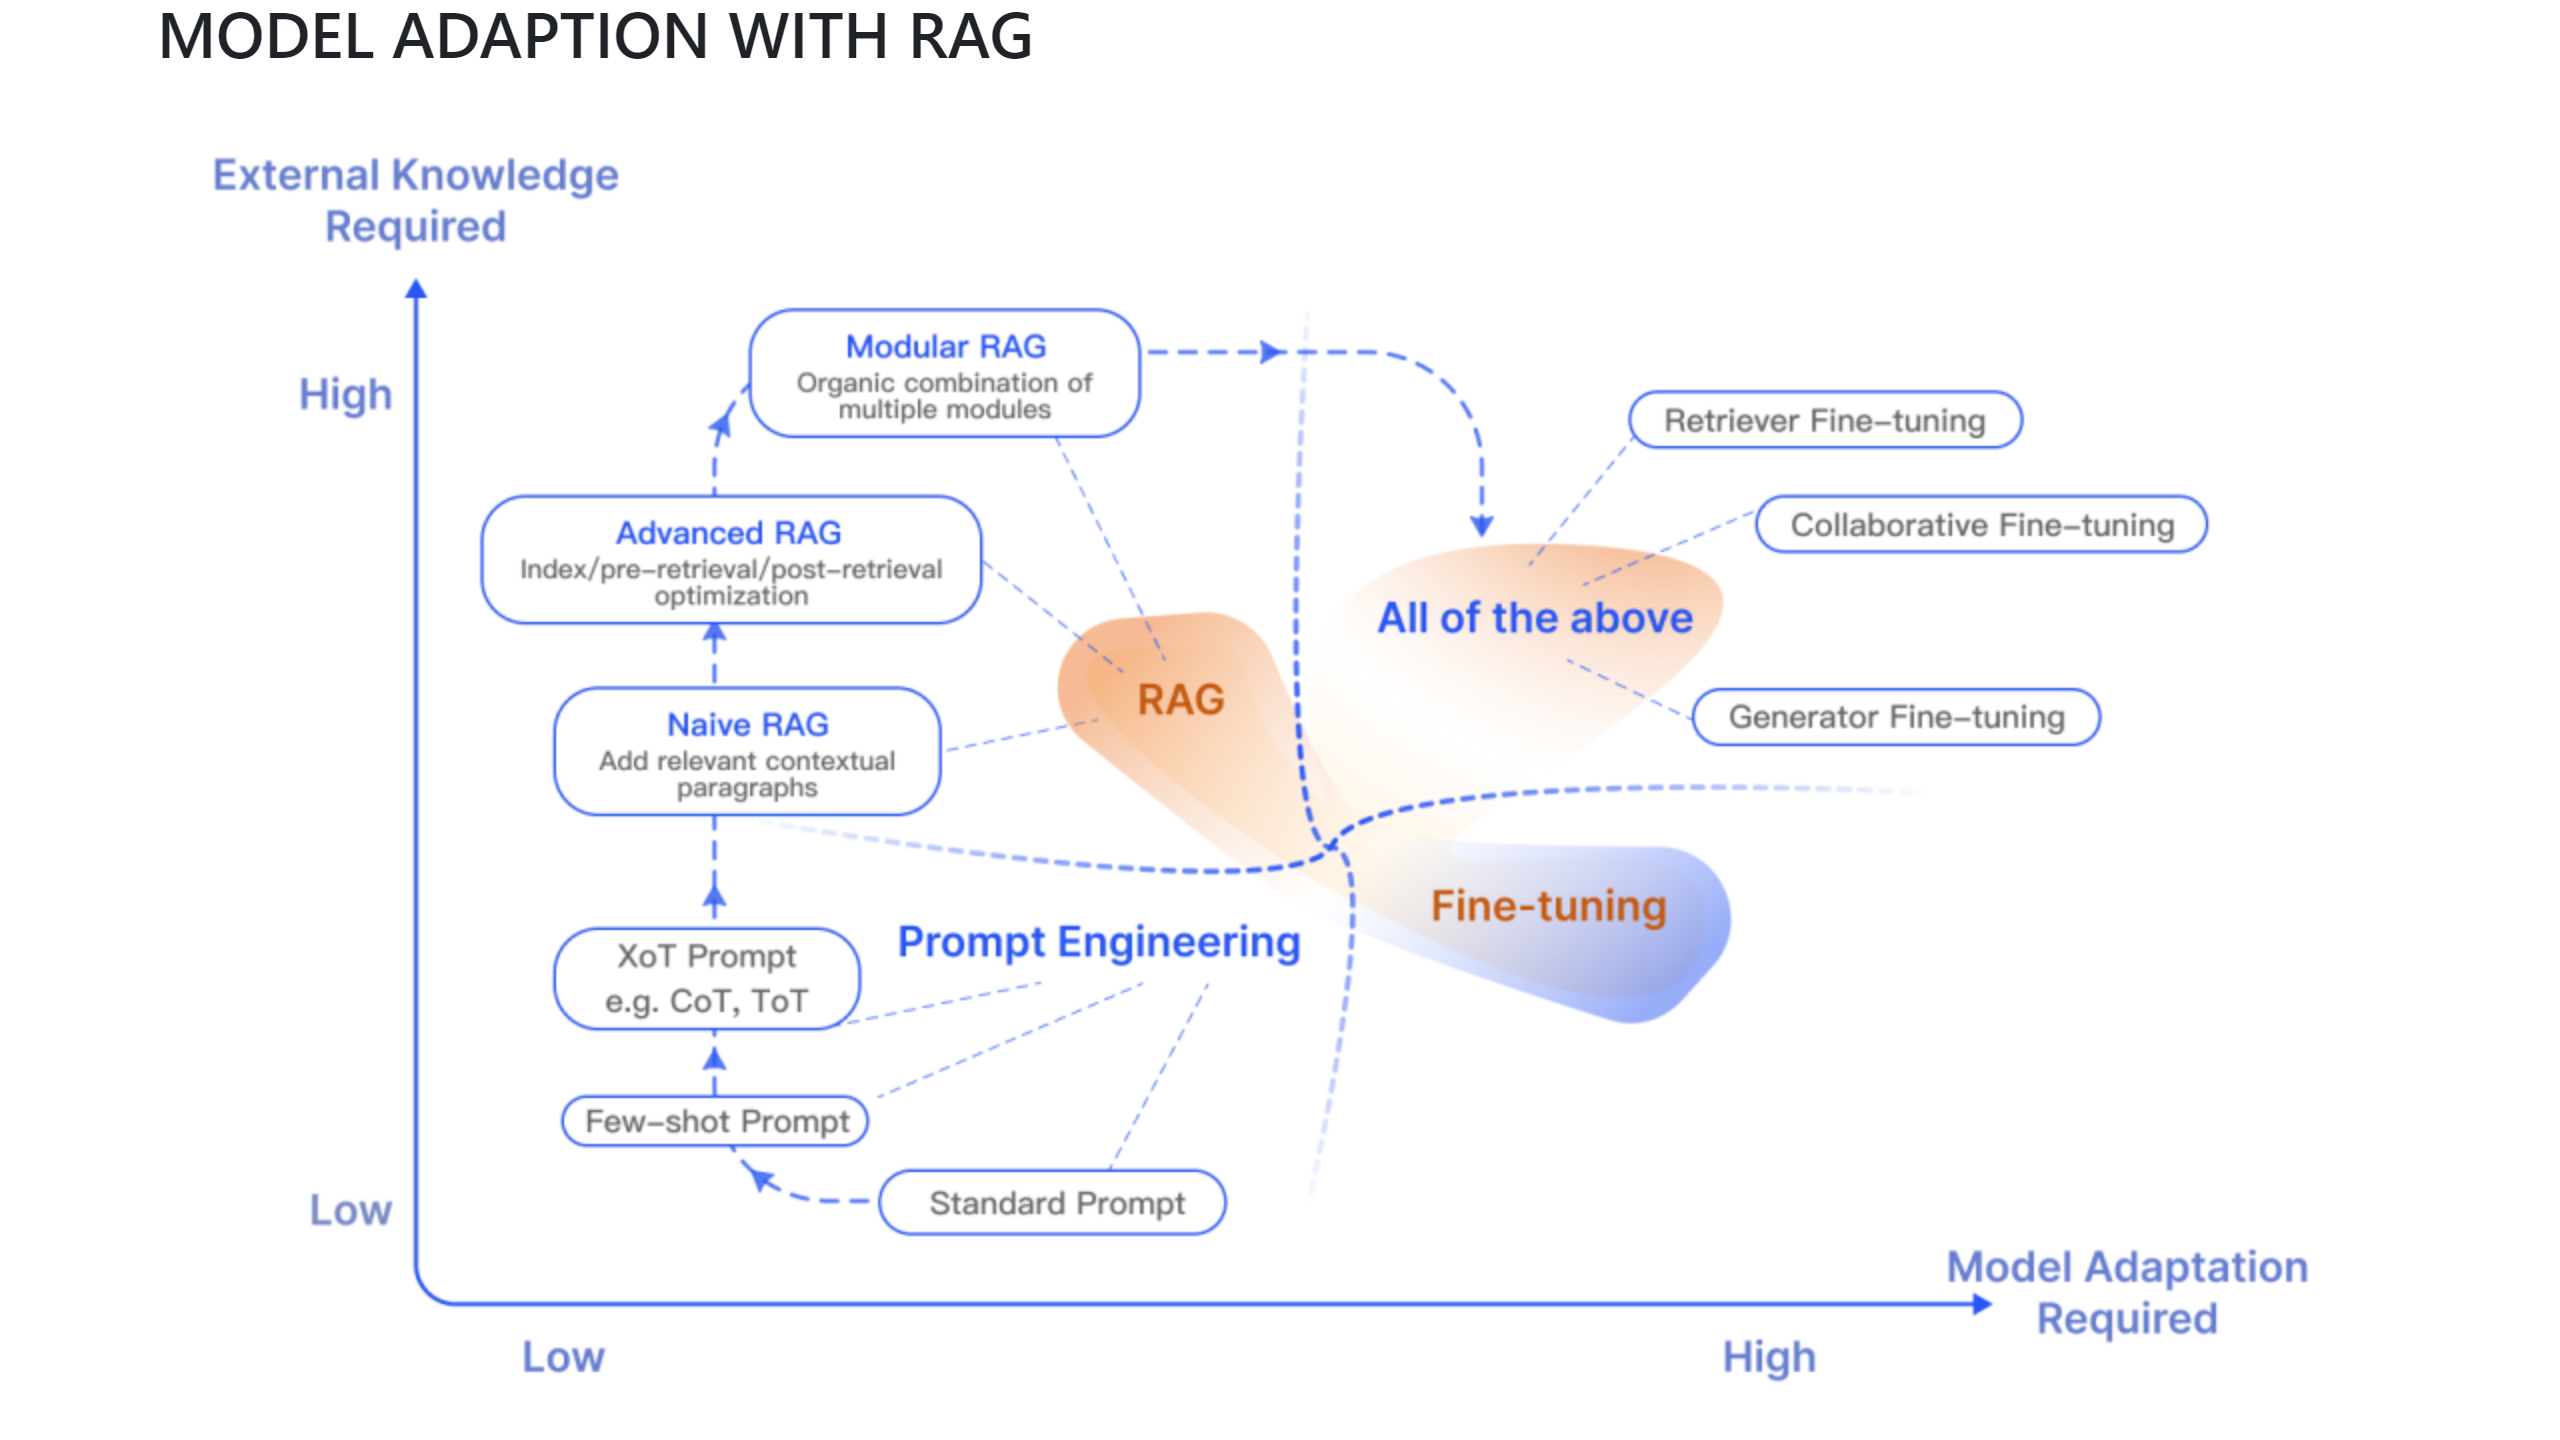 MODEL ADAPTION WITH RAG
External Knowledge
Required
High
Modular RAG
Organic combination of
multiple modules
Retriever Fine-tuning
Advanced RAG
Index/pre-retrieval/post-retrieval
optimization
Collaborative Fine-tuning
All of the above
RAG
Naive RAG
Add relevant contextual
paragraphs
Generator Fine-tuning
Fine-tuning
Prompt Engineering
XoT Prompt
e.g. CoT, ToT
Few-shot Prompt
Standard Prompt
Low
Model Adaptation
Required
Low
High